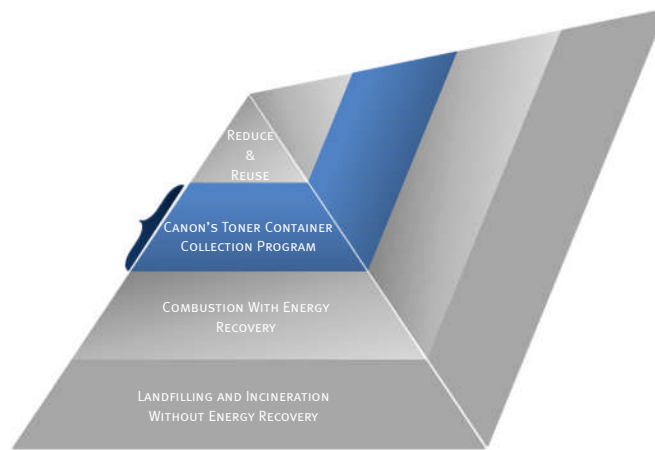 Reduce
&
Reuse
Canon's Toner Container
Collection Program
Combustion With Energy
Recovery
Landfilling and Incineration
Without Energy Recovery